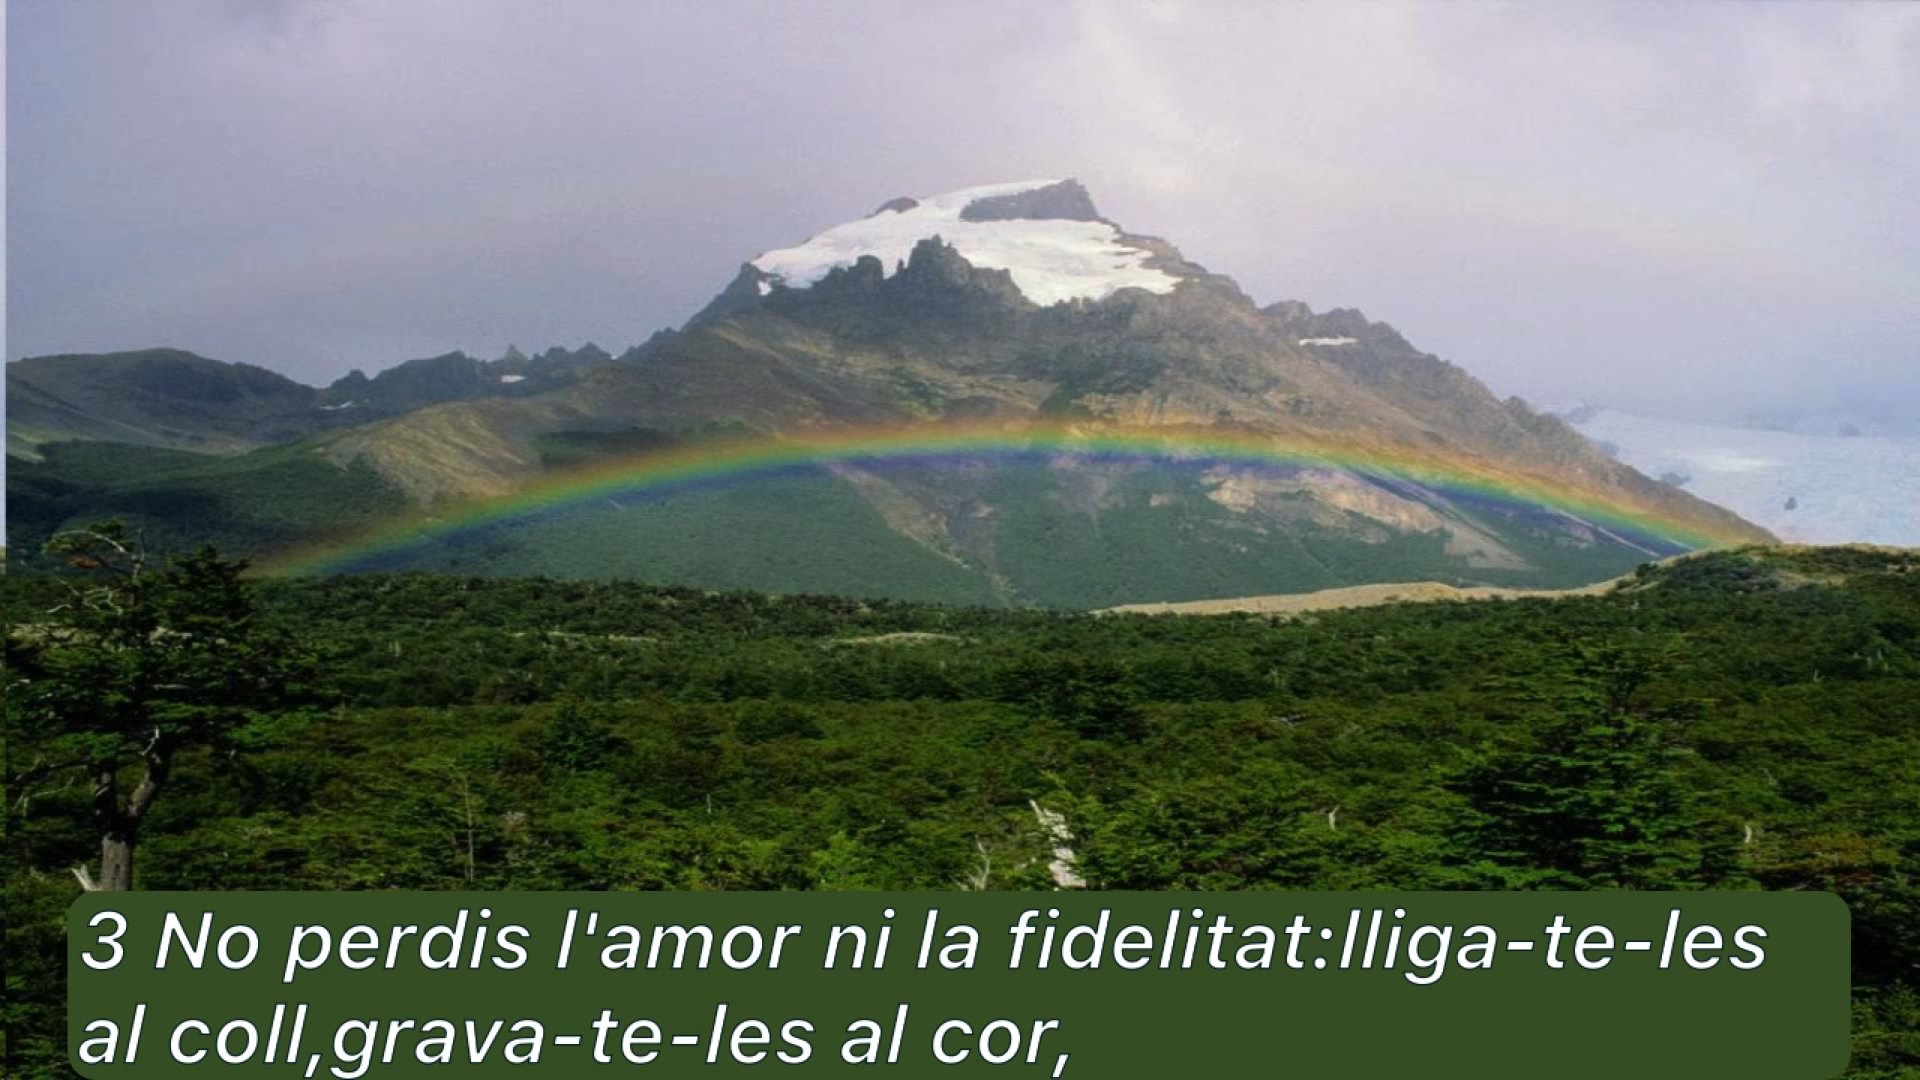 3 No perdis l'amor ni la fidelitat:lliga-te-les
al coll,grava-te-les al cor,